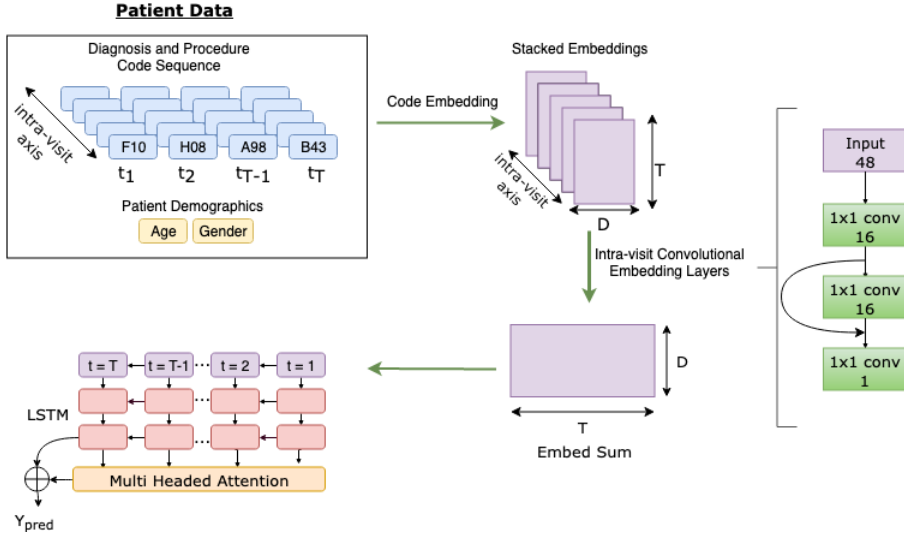 Patient Data
Diagnosis and Procedure
Code Sequence
intra-visit
axis
F10 H08 A98 B43
t1 t2 tT-1 tT
Patient Demographics
Age Gender
Code Embedding
Stacked Embeddings
intra-visit
axis
T
D
Intra-visit Convolutional
Embedding Layers
Input
48
1x1 conv
16
1x1 conv
16
1x1 conv
1
D
T
Embed Sum
t = T t = T-1 ... t = 2 t = 1
...
LSTM
...
Multi Headed Attention
Ypred